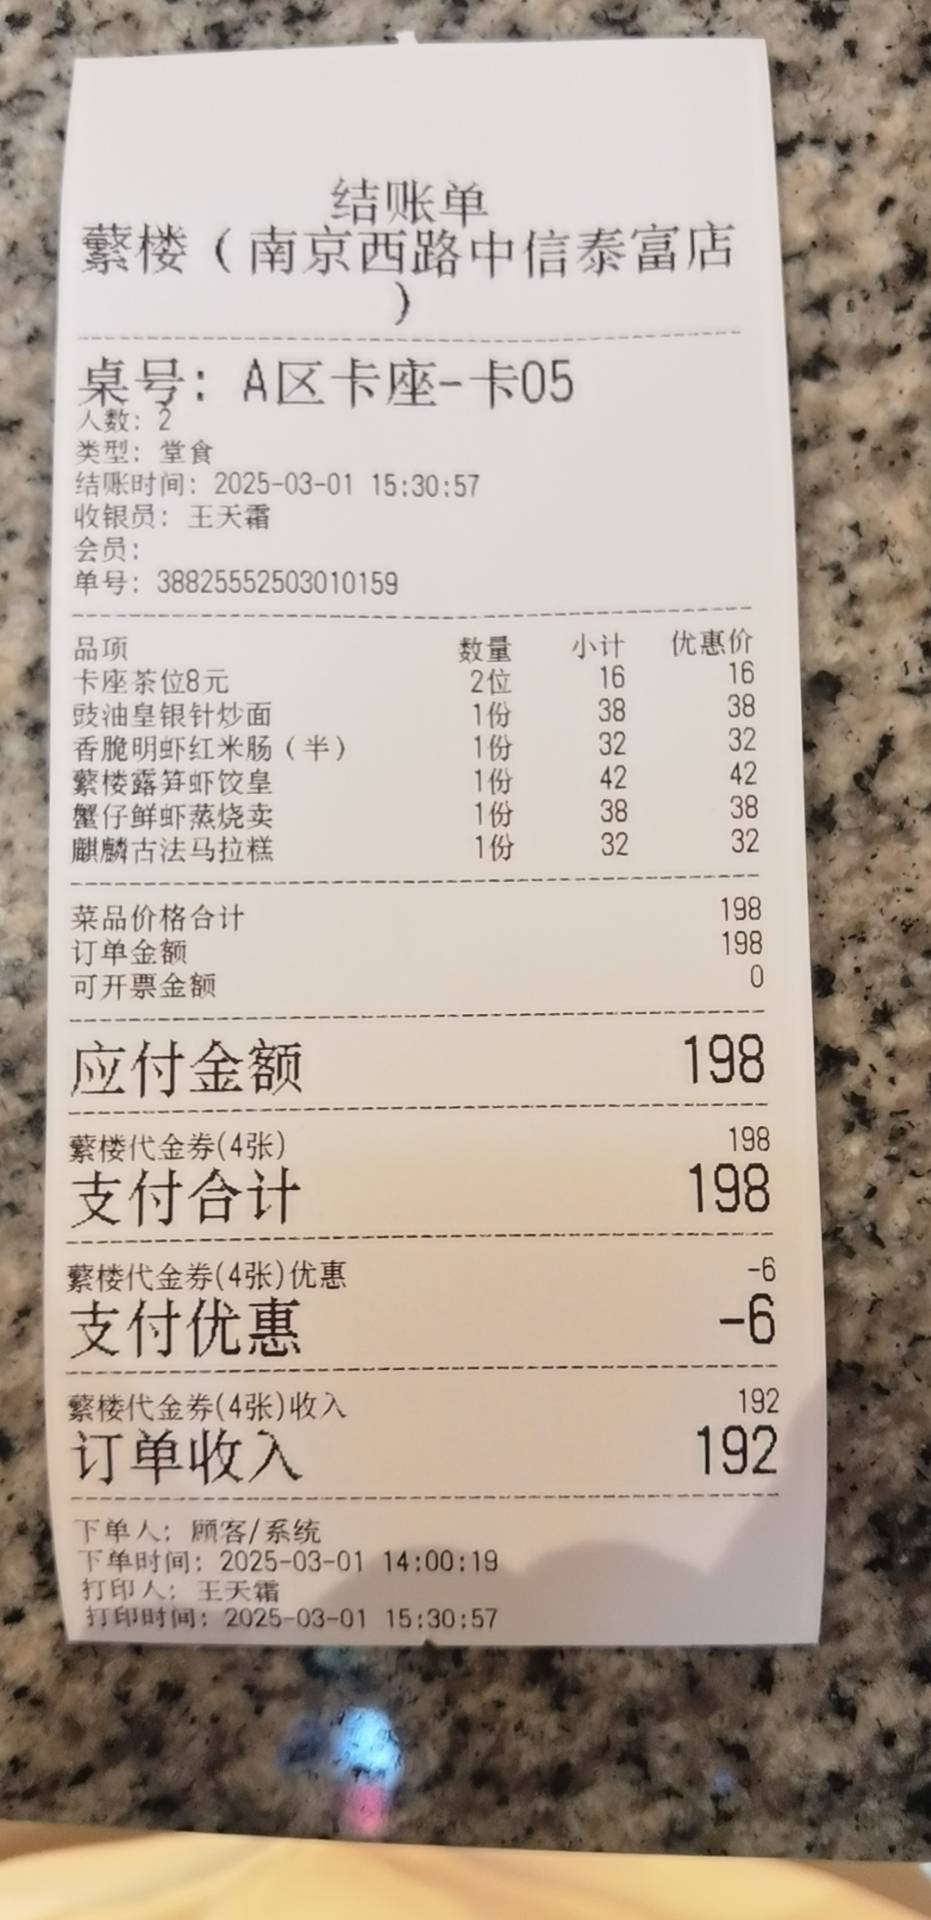 结账单
蘩楼（南京西路中信泰富店
）
桌号: A区卡座-卡05
人数: 2
类型: 堂食
结账时间: 2025-03-01 15:30:57
收银员: 王天霜
会员:
单号: 38825552503010159
品项 数量 小计 优惠价
卡座茶位8元 2位 16 16
豉油皇银针炒面 1份 38 38
香脆明虾红米肠（半） 1份 32 32
蘩楼露笋虾饺皇 1份 42 42
蟹仔鲜虾蒸烧卖 1份 38 38
麒麟古法马拉糕 1份 32 32
菜品价格合计 198
订单金额 198
可开票金额 0
应付金额 198
蘩楼代金券(4张) 198
支付合计 198
蘩楼代金券(4张)优惠 -6
支付优惠 -6
蘩楼代金券(4张)收入 192
订单收入 192
下单人: 顾客/系统
下单时间: 2025-03-01 14:00:19
打印人: 王天霜
打印时间: 2025-03-01 15:30:57